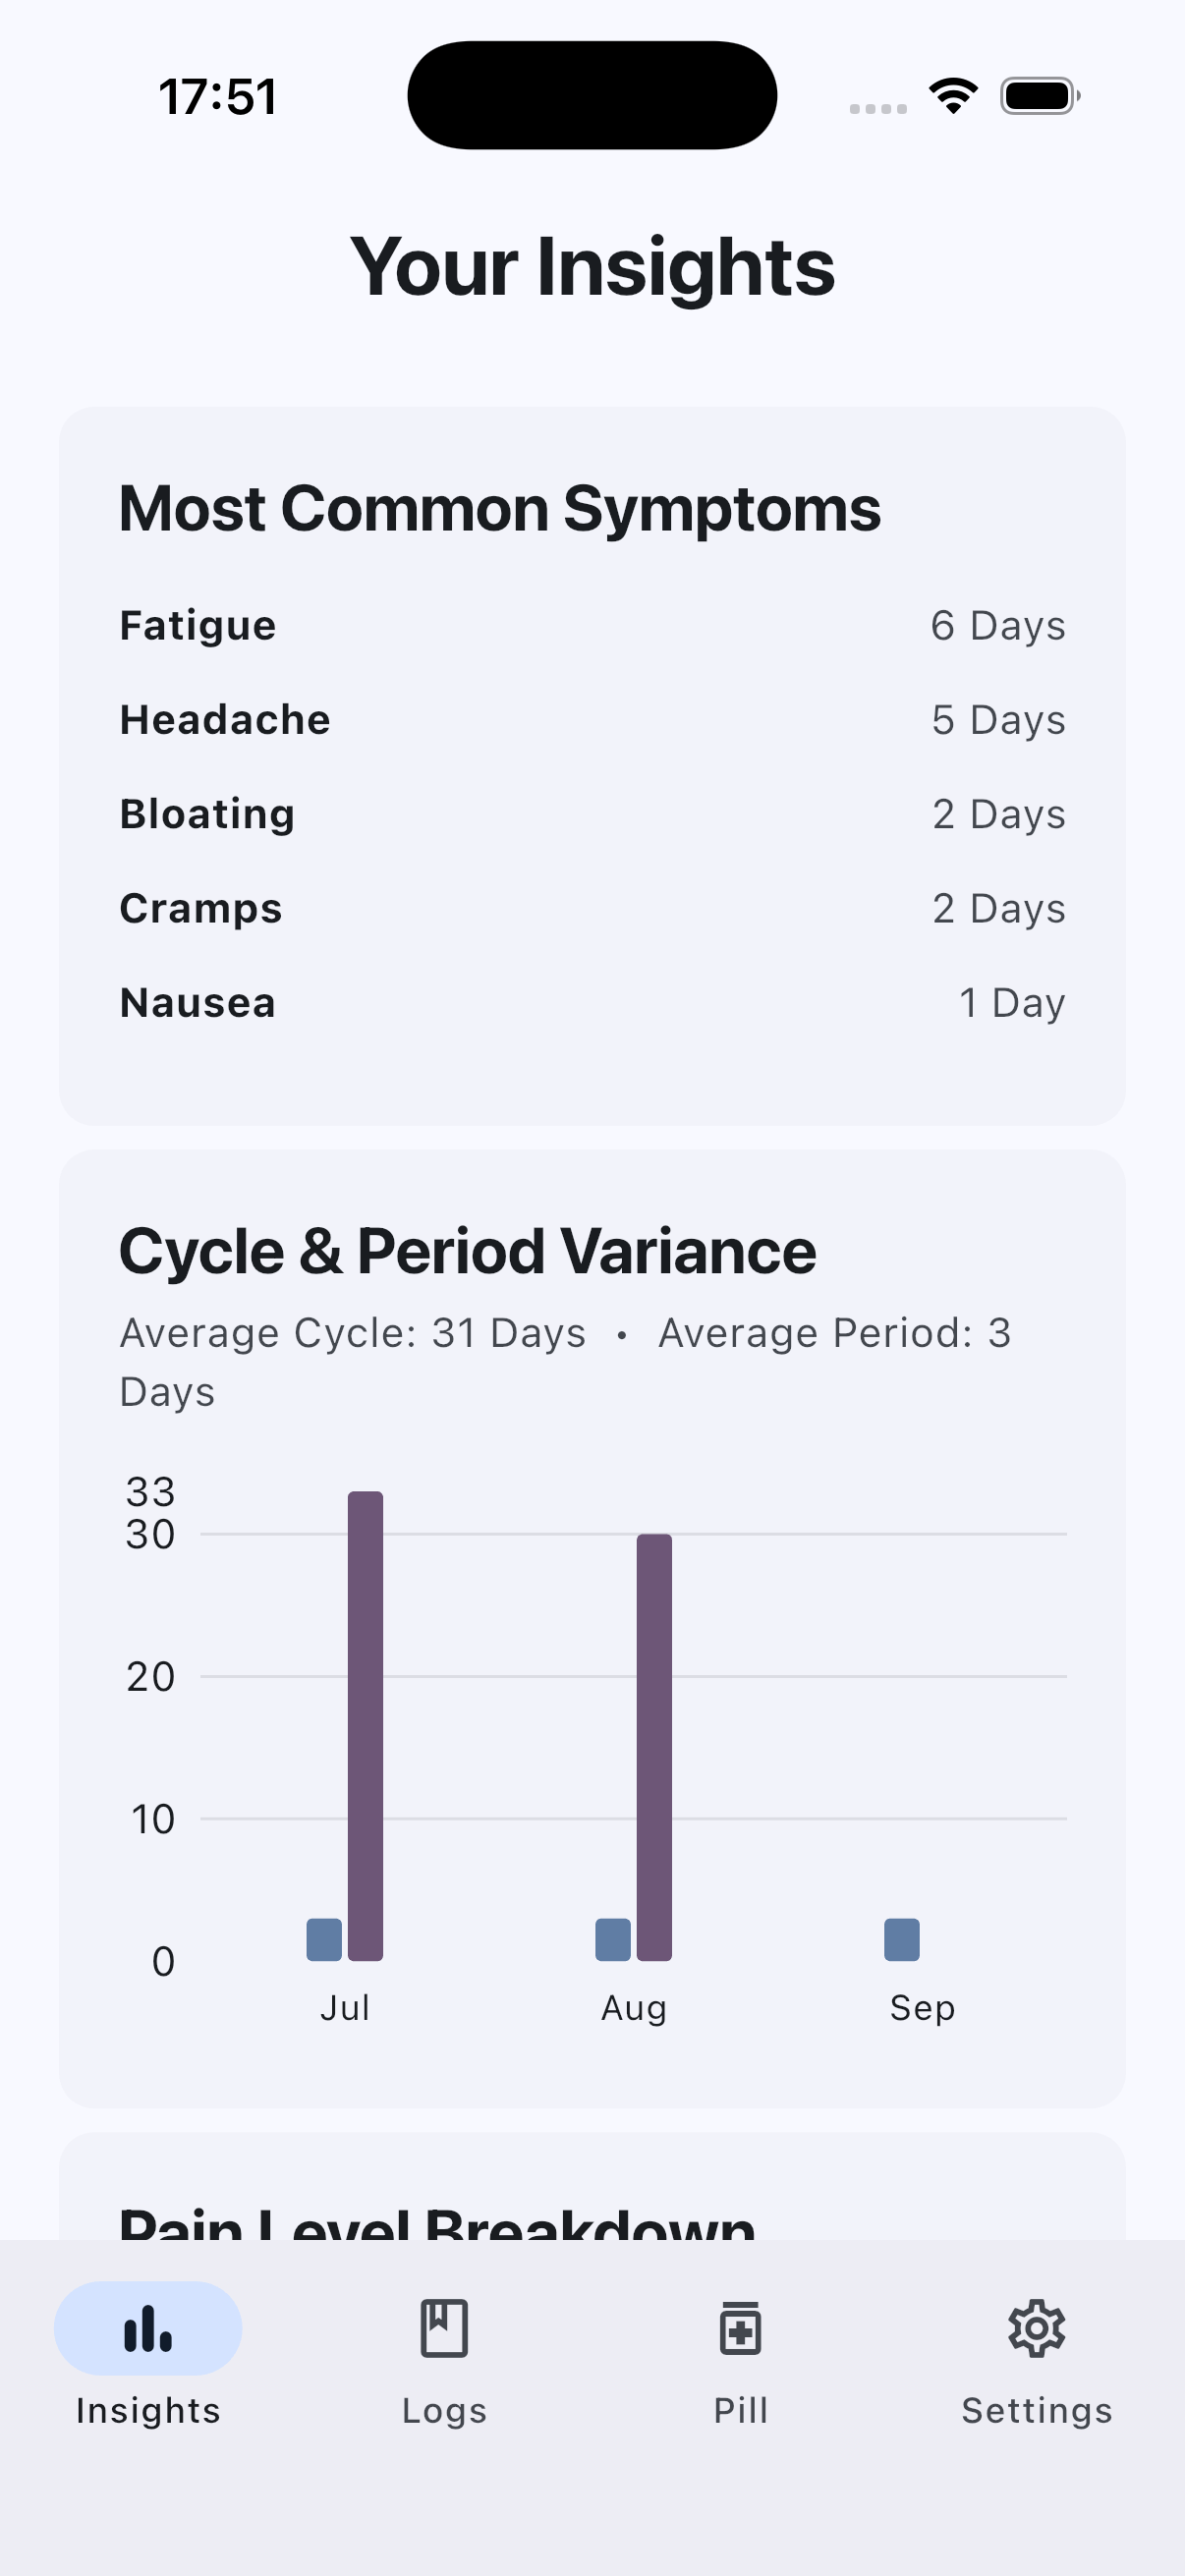 17:51
Your Insights
Most Common Symptoms
Fatigue 6 Days
Headache 5 Days
Bloating 2 Days
Cramps 2 Days
Nausea 1 Day
Cycle & Period Variance
Average Cycle: 31 Days • Average Period: 3
Days
33
30
20
10
0
Jul Aug Sep
Pain Level Breakdown
Insights Logs Pill Settings